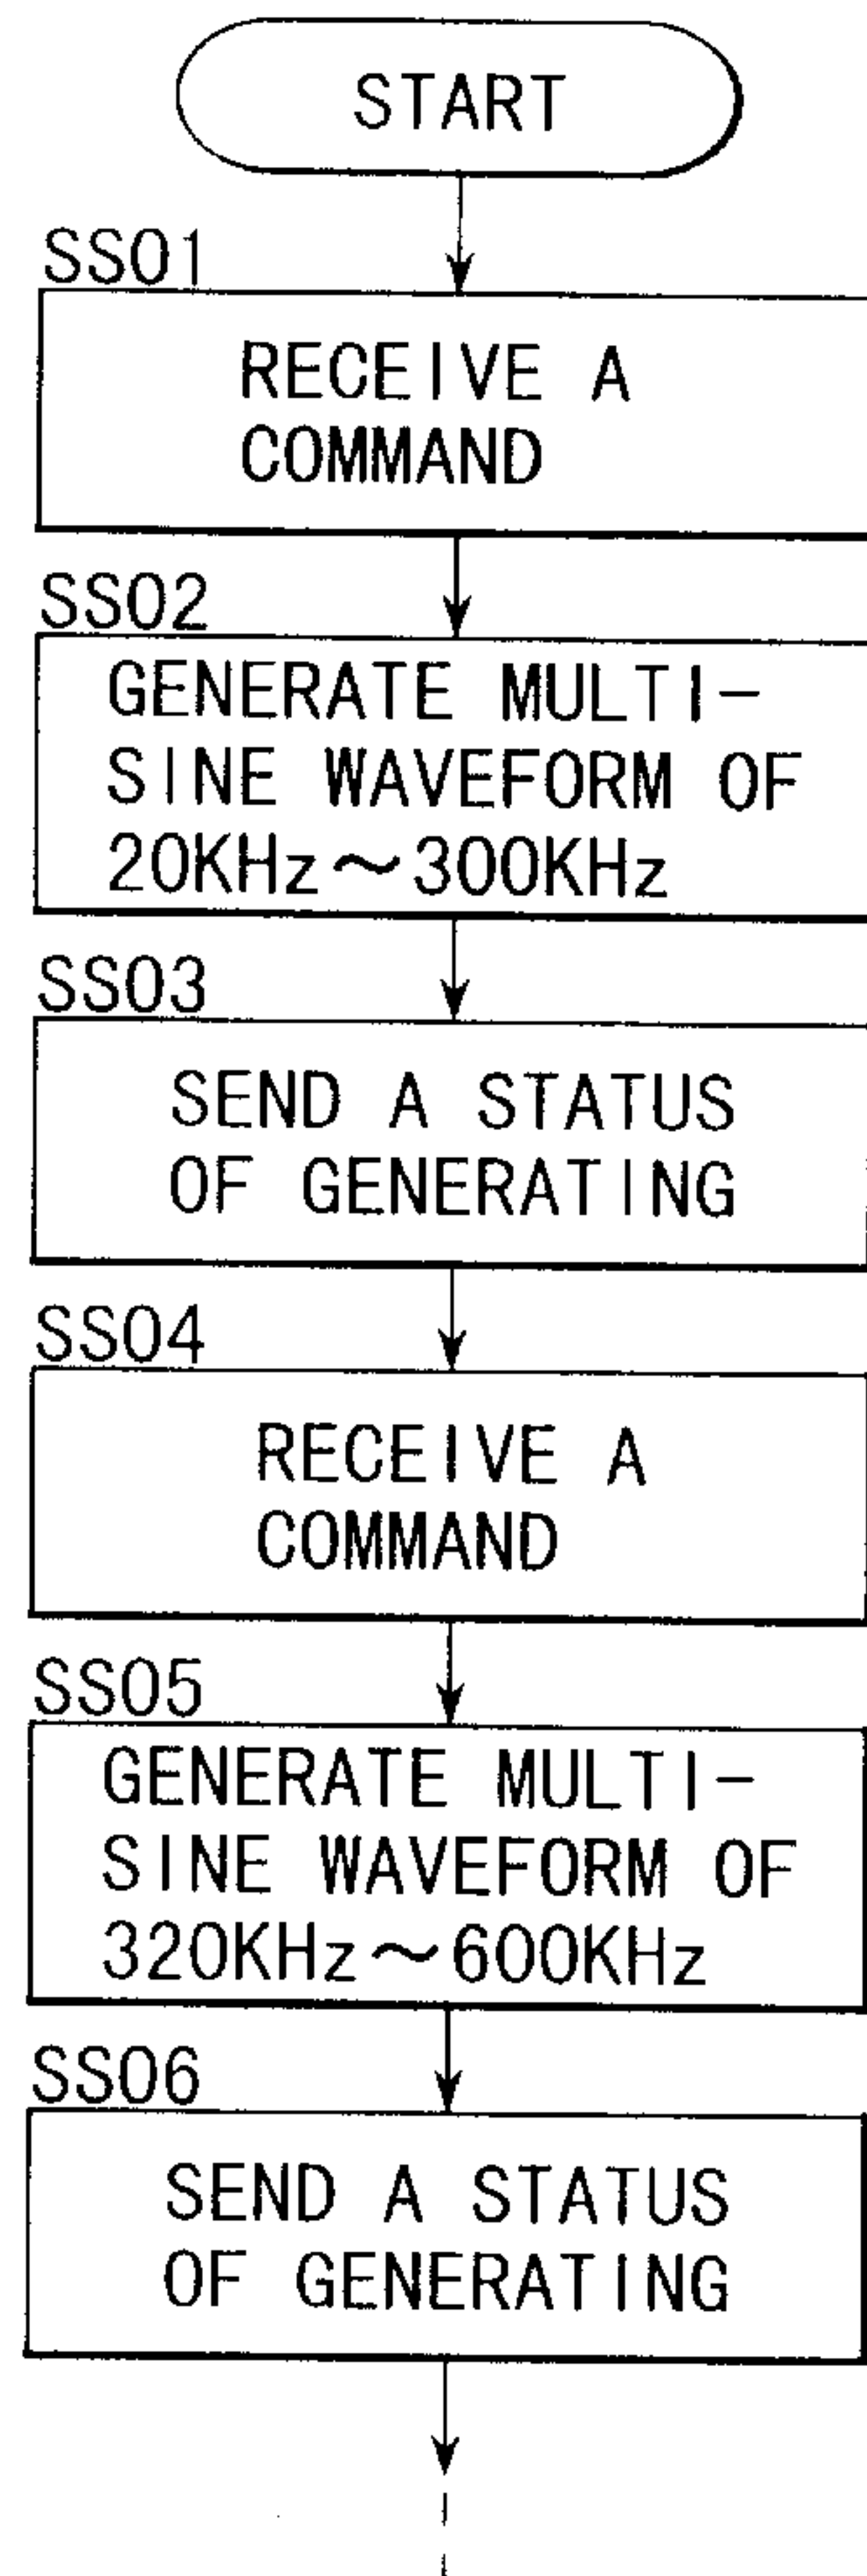 START
SS01
RECEIVE A
COMMAND
SS02
GENERATE MULTI-
SINE WAVEFORM OF
20KHz～300KHz
SS03
SEND A STATUS
OF GENERATING
SS04
RECEIVE A
COMMAND
SS05
GENERATE MULTI-
SINE WAVEFORM OF
320KHz～600KHz
SS06
SEND A STATUS
OF GENERATING